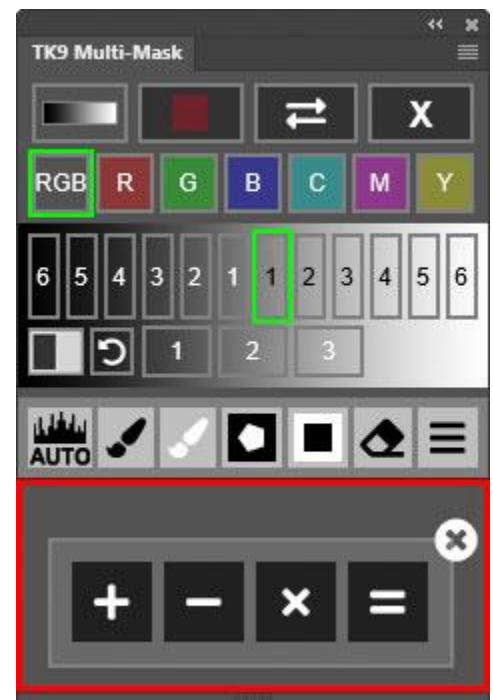 TK9 Multi-Mask
X
RGB R G B C M Y
6 5 4 3 2 1 1 2 3 4 5 6
1 2 3
AUTO
+ − × =